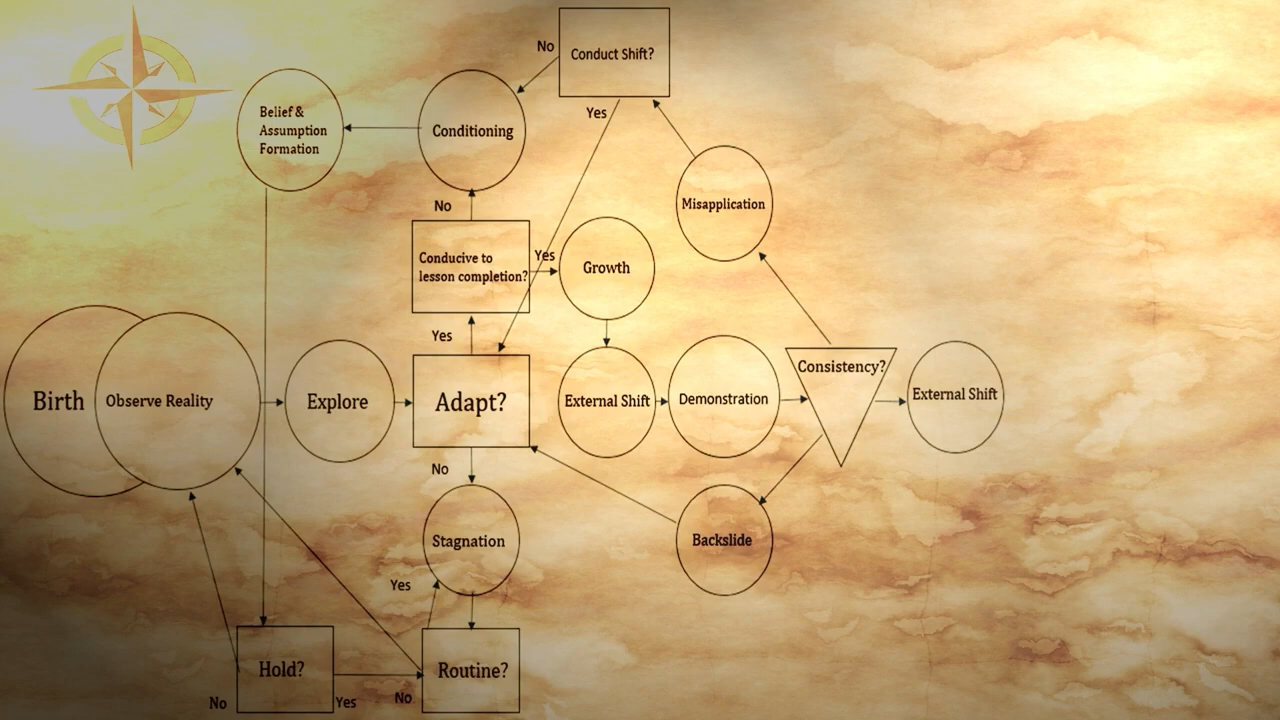 Conduct Shift?
No
Yes
Belief &
Assumption
Formation
Conditioning
Misapplication
No
Conducive to
lesson completion?
Yes
Growth
Yes
Birth
Observe Reality
Explore
Adapt?
External Shift
Demonstration
Consistency?
External Shift
No
Stagnation
Backslide
Yes
Hold?
Routine?
No
Yes
No